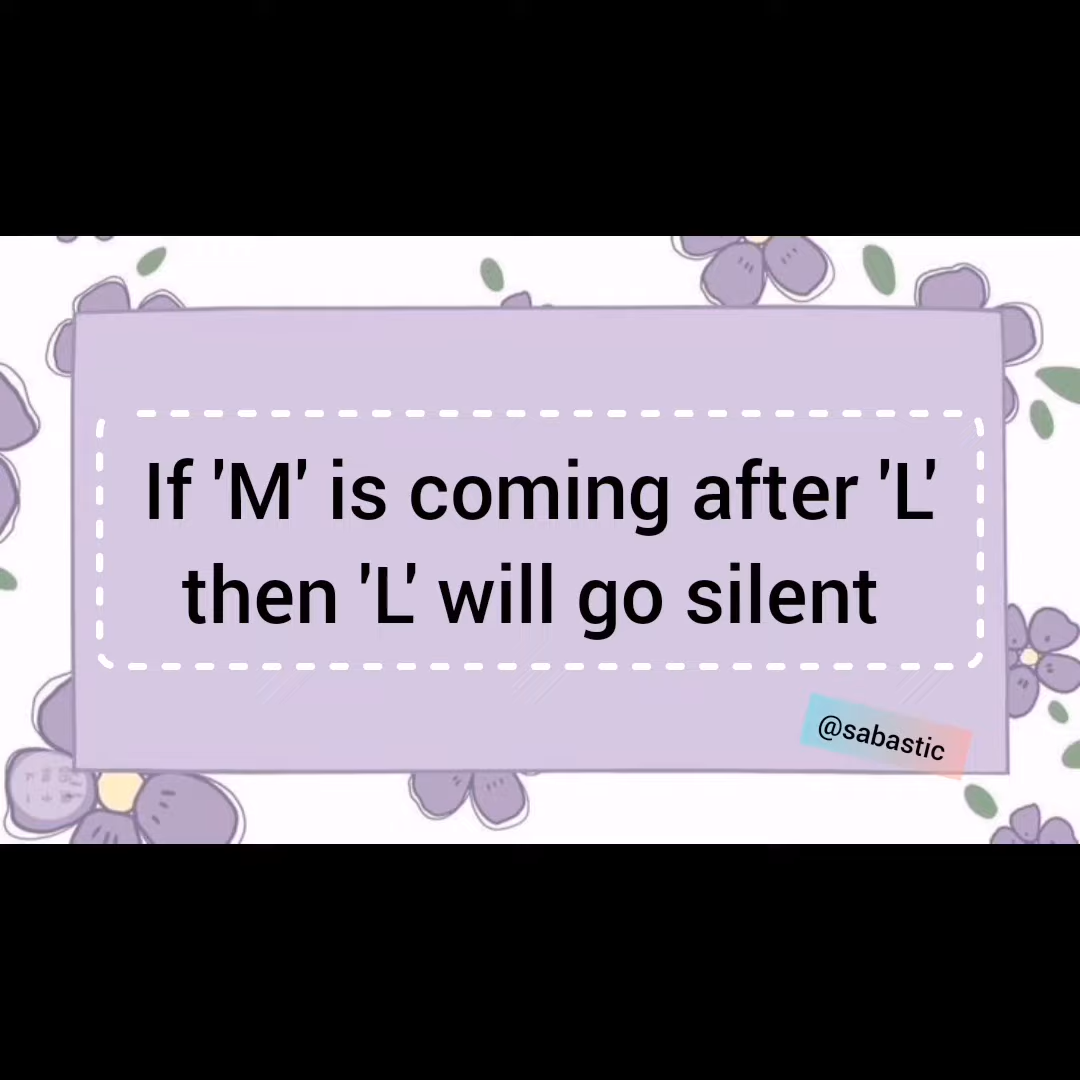 If 'M' is coming after 'L'
then 'L' will go silent
@sabastic